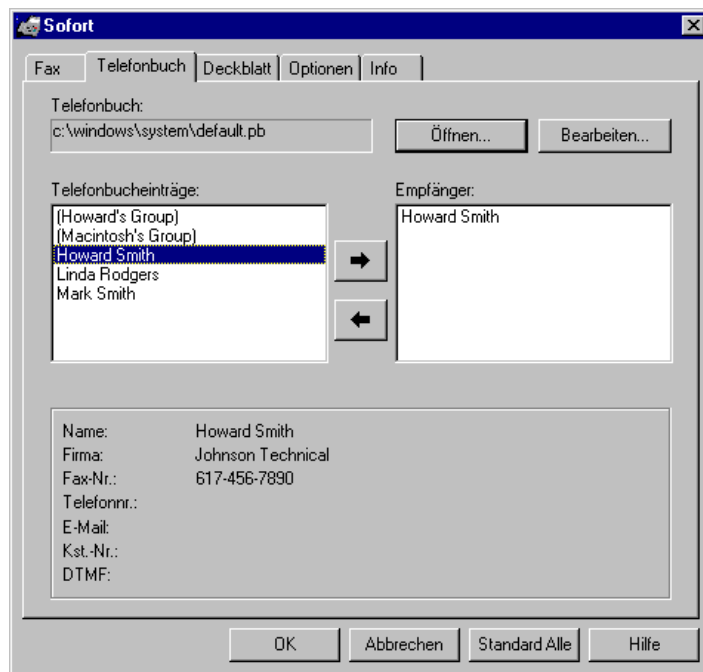 Sofort
Fax Telefonbuch Deckblatt Optionen Info
Telefonbuch:
c:\windows\system\default.pb Öffnen... Bearbeiten...
Telefonbucheinträge: Empfänger:
(Howard's Group) Howard Smith
(Macintosh's Group)
Howard Smith
Linda Rodgers
Mark Smith
Name: Howard Smith
Firma: Johnson Technical
Fax-Nr.: 617-456-7890
Telefonnr.:
E-Mail:
Kst.-Nr.:
DTMF:
OK Abbrechen Standard Alle Hilfe